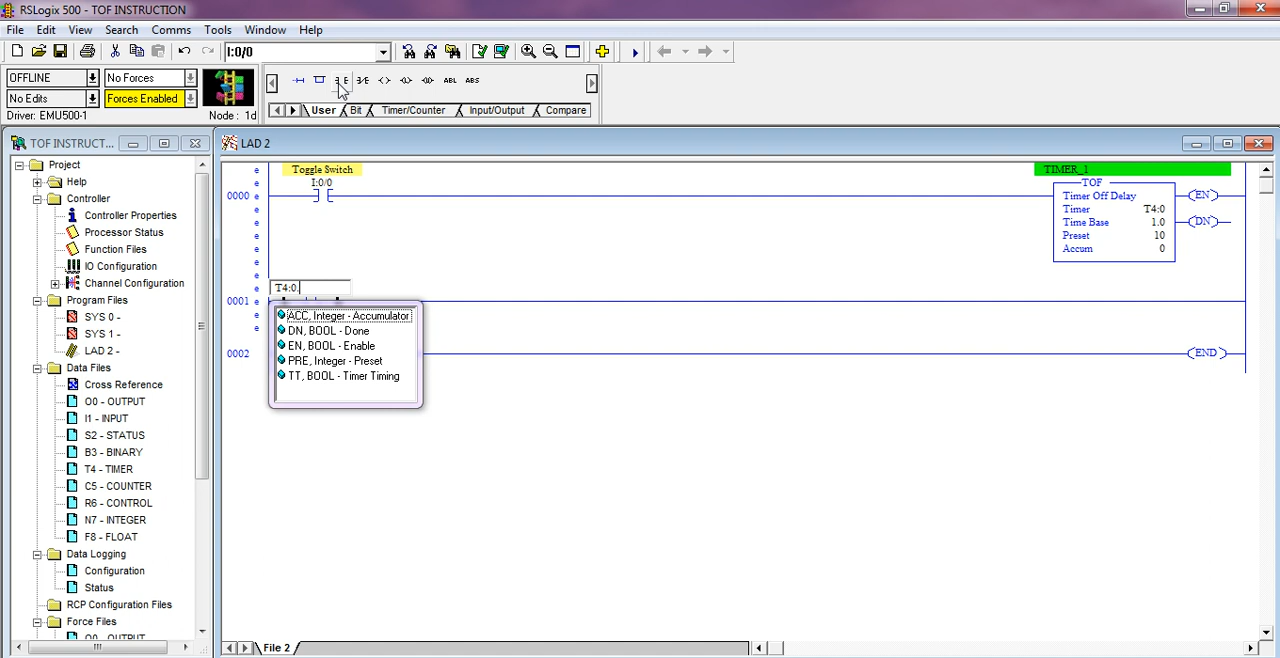 RSLogix 500 - TOF INSTRUCTION
File Edit View Search Comms Tools Window Help
I:0/0
OFFLINE No Forces
No Edits Forces Enabled
Driver: EMU500-1 Node : 1d
ABL ABS
User Bit Timer/Counter Input/Output Compare
TOF INSTRUCT...
Project
Help
Controller
Controller Properties
Processor Status
Function Files
IO Configuration
Channel Configuration
Program Files
SYS 0 -
SYS 1 -
LAD 2 -
Data Files
Cross Reference
O0 - OUTPUT
I1 - INPUT
S2 - STATUS
B3 - BINARY
T4 - TIMER
C5 - COUNTER
R6 - CONTROL
N7 - INTEGER
F8 - FLOAT
Data Logging
Configuration
Status
RCP Configuration Files
Force Files
O0 - OUTPUT
LAD 2
Toggle Switch
I:0/0
0000
e
e
e
e
e
e
e
e
e
e
e
e
e
TIMER_1
TOF
Timer Off Delay
Timer T4:0
Time Base 1.0
Preset 10
Accum 0
EN
DN
T4:0.
0001
ACC, Integer - Accumulator
DN, BOOL - Done
EN, BOOL - Enable
PRE, Integer - Preset
TT, BOOL - Timer Timing
0002
END
File 2